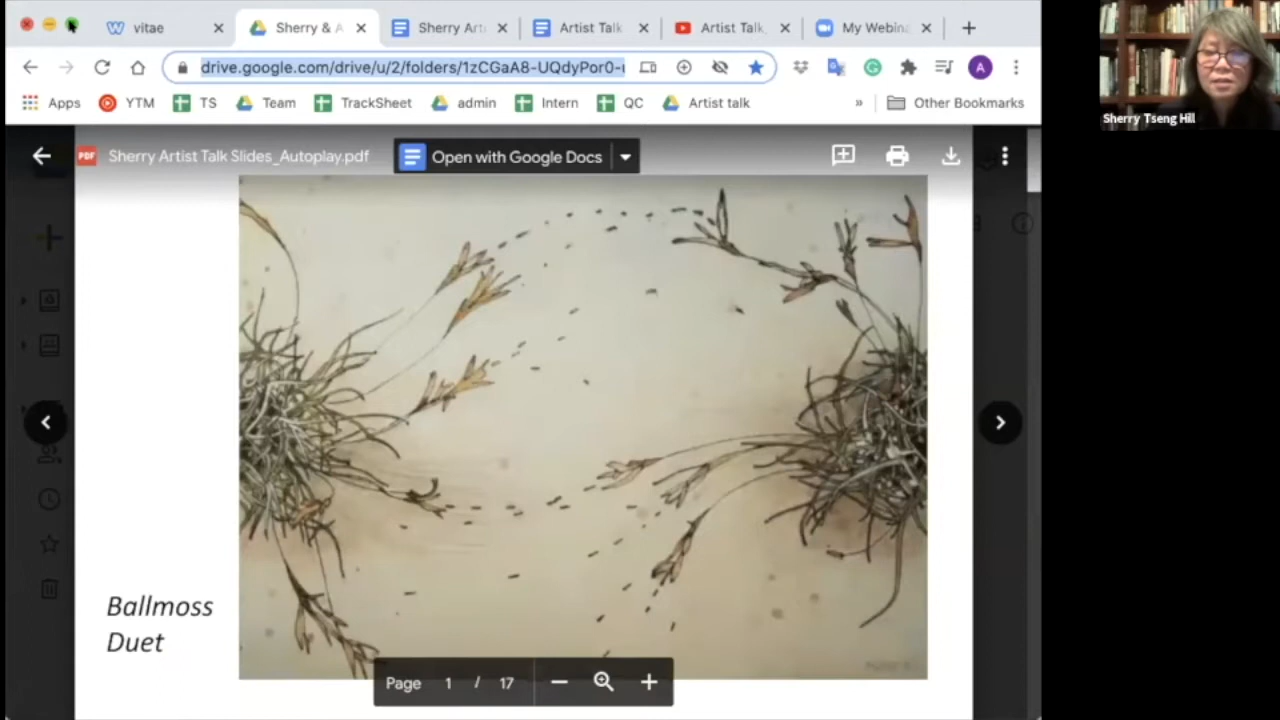 vitae
Sherry & A
Sherry Art
Artist Talk
Artist Talk
My Webina
drive.google.com/drive/u/2/folders/1zCGaA8-UQdyPor0-
A
Apps
YTM
TS
Team
TrackSheet
admin
Intern
QC
Artist talk
»
Other Bookmarks
PDF
Sherry Artist Talk Slides_Autoplay.pdf
Open with Google Docs
Ballmoss
Duet
Page 1 / 17
Sherry Tseng Hill